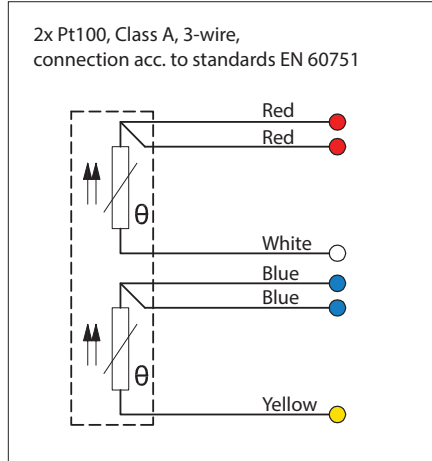 2x Pt100, Class A, 3-wire,
connection acc. to standards EN 60751
Red
Red
θ
White
Blue
Blue
θ
Yellow